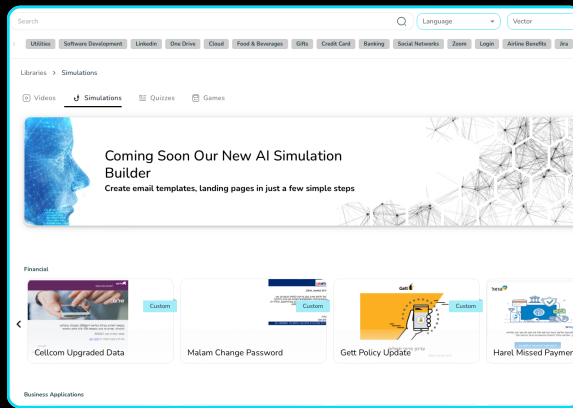 Search
Language
Vector
Utilities
Software Development
Linkedin
One Drive
Cloud
Food & Beverages
Gifts
Credit Card
Banking
Social Networks
Zoom
Login
Airline Benefits
Jira
Libraries > Simulations
Videos
Simulations
Quizzes
Games
Coming Soon Our New AI Simulation
Builder
Create email templates, landing pages in just a few simple steps
Financial
Custom
Custom
Gett
Custom
Cellcom Upgraded Data
Malam Change Password
Gett Policy Update
Harel Missed Paymen
Business Applications